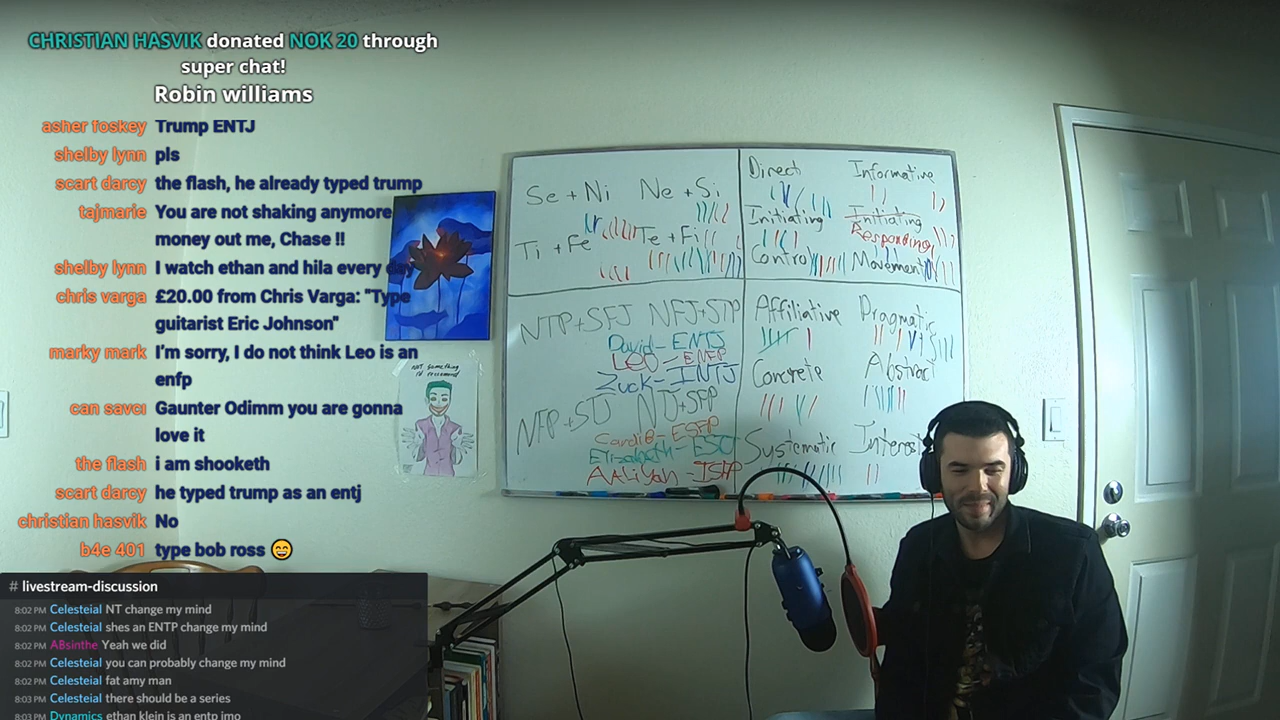 CHRISTIAN HASVIK donated NOK 20 through
super chat!
Robin williams
asher foskey Trump ENTJ
shelby lynn pls
scart darcy the flash, he already typed trump
tajmarie You are not shaking anymore
money out me, Chase !!
shelby lynn I watch ethan and hila every day
chris varga £20.00 from Chris Varga: "Type
guitarist Eric Johnson"
marky mark I'm sorry, I do not think Leo is an
enfp
can savcı Gaunter Odimm you are gonna
love it
the flash i am shooketh
scart darcy he typed trump as an entj
christian hasvik No
b4e 401 type bob ross 😄
# livestream-discussion
8:02 PM Celesteial NT change my mind
8:02 PM Celesteial shes an ENTP change my mind
8:02 PM ABsinthe Yeah we did
8:02 PM Celesteial you can probably change my mind
8:02 PM Celesteial fat amy man
8:03 PM Celesteial there should be a series
8:03 PM Dynamics ethan klein is an entp imo
NOT something
I'd recommend
Se + Ni Ne + Si
Ti + Fe Te + Fi
NTP+SFJ NFJ+STP
David - ENTJ
Leo - ENFP
Zuck - INTJ
NFP+STJ NTJ+SFP
Cardi B - ESFP
Elizabeth - ESTJ
Aaliyah - ISFP
Direct Informative
Initiating Initiating
Responding
Control Movement
Affiliative Pragmatic
Concrete Abstract
Systematic Interest